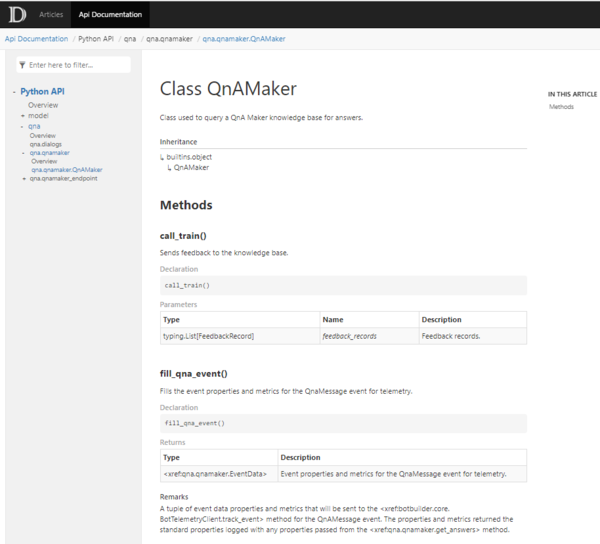 Articles Api Documentation
Api Documentation / Python API / qna / qna.qnamaker / qna.qnamaker.QnAMaker
Enter here to filter...
- Python API
Overview
+ model
- qna
Overview
qna.dialogs
- qna.qnamaker
Overview
qna.qnamaker.QnAMaker
+ qna.qnamaker_endpoint
Class QnAMaker
Class used to query a QnA Maker knowledge base for answers.
Inheritance
↳ builtins.object
↳ QnAMaker
Methods
call_train()
Sends feedback to the knowledge base.
Declaration
call_train()
Parameters
Type Name Description
typing.List[FeedbackRecord] feedback_records Feedback records.
fill_qna_event()
Fills the event properties and metrics for the QnaMessage event for telemetry.
Declaration
fill_qna_event()
Returns
Type Description
<xref:qna.qnamaker.EventData> Event properties and metrics for the QnaMessage event for telemetry.
Remarks
A tuple of event data properties and metrics that will be sent to the <xref:botbuilder.core.
BotTelemetryClient.track_event> method for the QnAMessage event. The properties and metrics returned the
standard properties logged with any properties passed from the <xref:qna.qnamaker.get_answers> method.
IN THIS ARTICLE
Methods